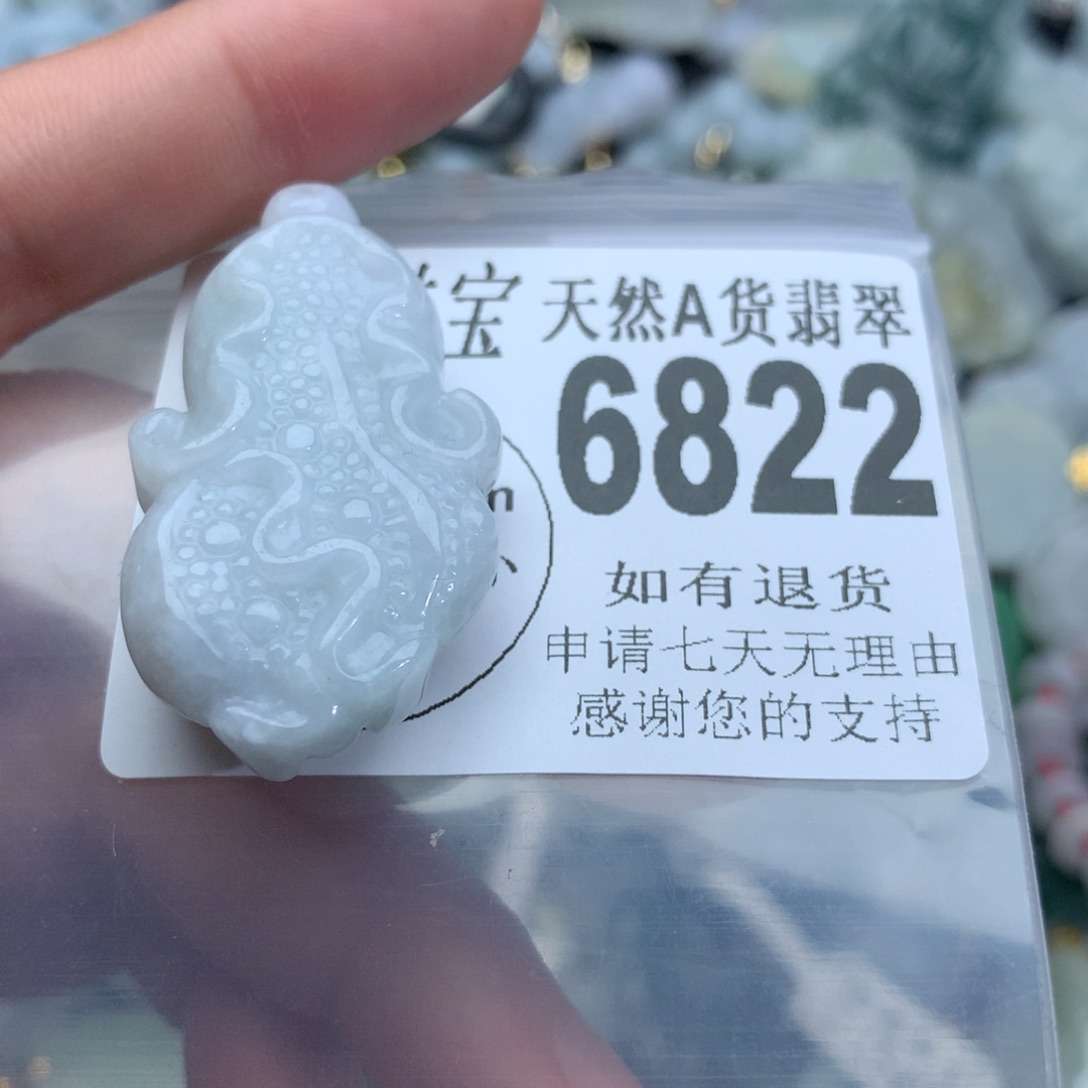 宝 天然A货翡翠
6822
如有退货
申请七天无理由
感谢您的支持